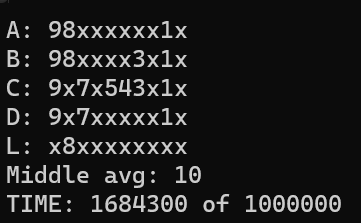 A: 98xxxxxx1x
B: 98xxxx3x1x
C: 9x7x543x1x
D: 9x7xxxxx1x
L: x8xxxxxxxx
Middle avg: 10
TIME: 1684300 of 1000000